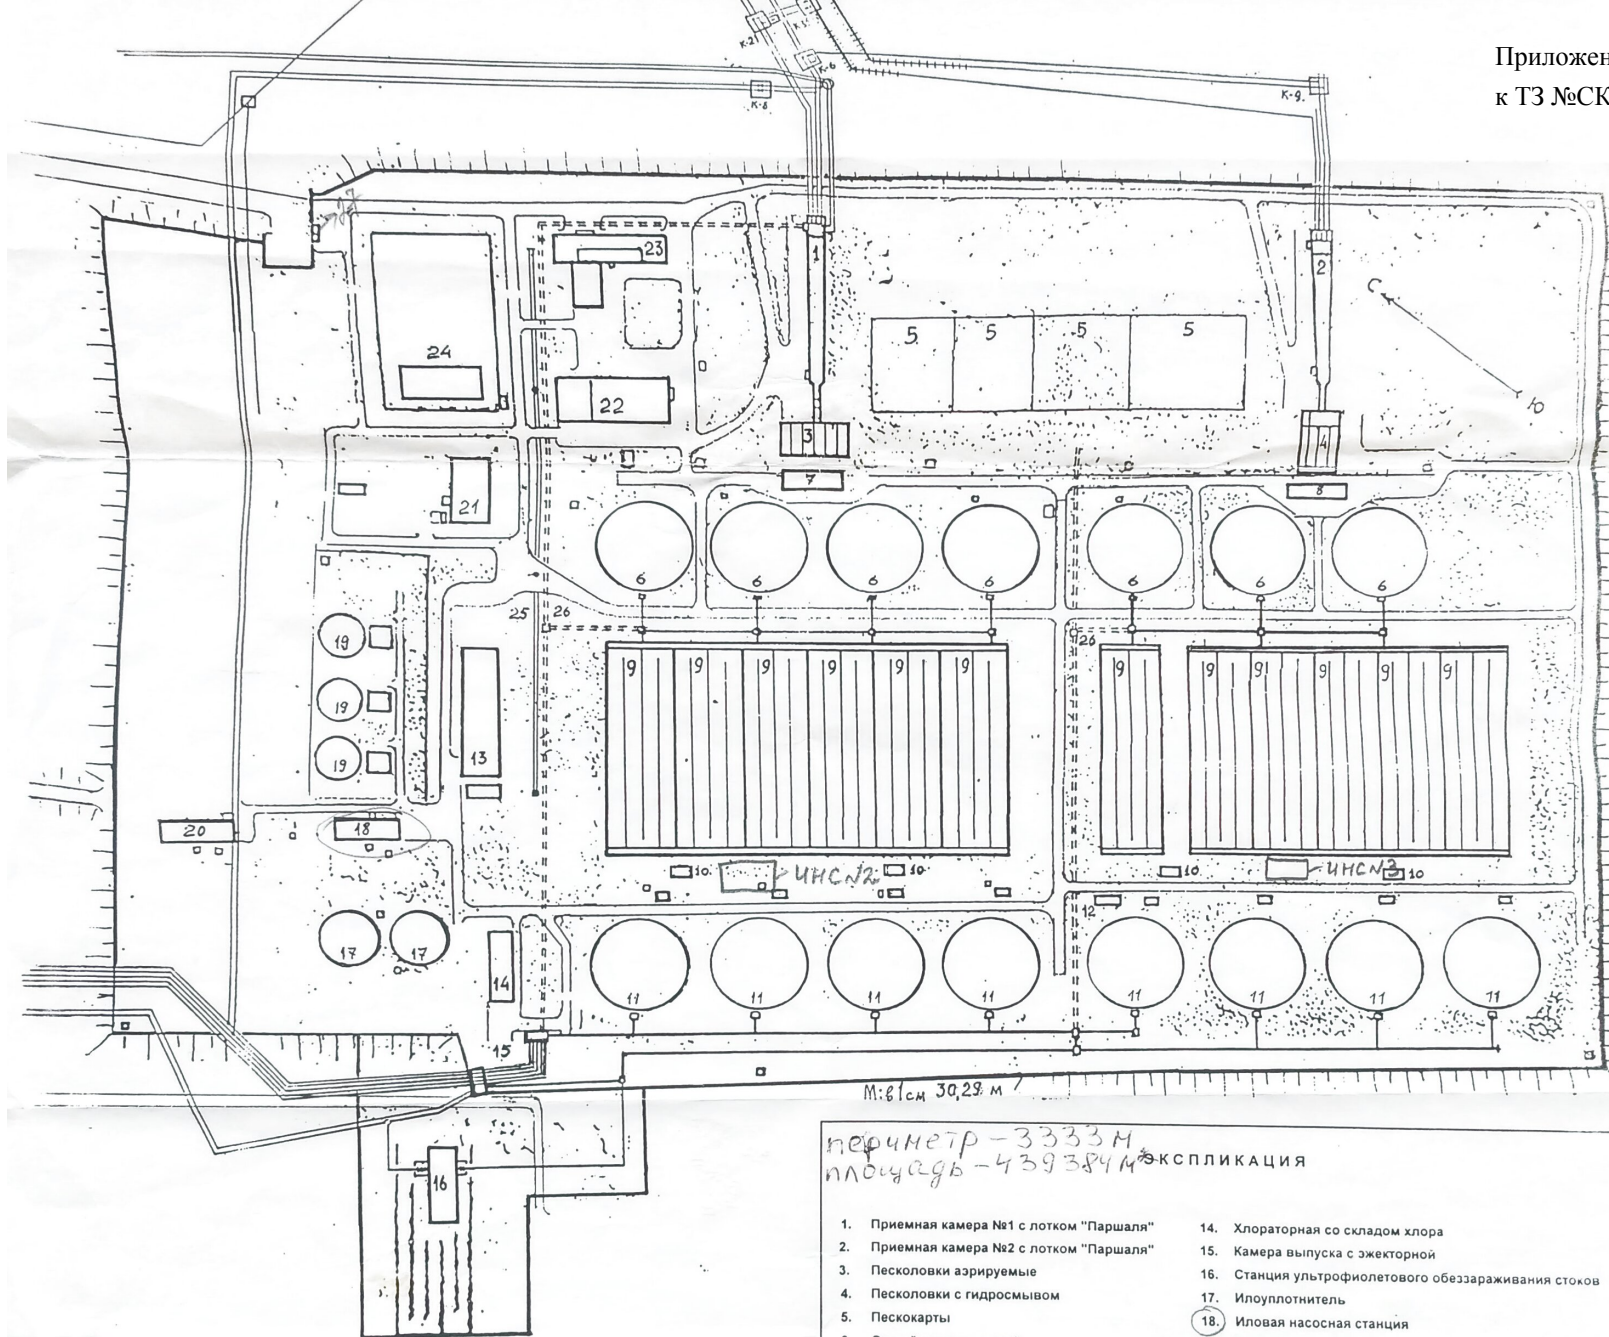 К-21
К-6
Приложен
к ТЗ №СК
К-8
К-9.
23
1
2
С
5 5 5 5
24
22
Ю
3
4
7
8
21
6 6 6 6 6 6 6
25 26
26
19
9 9 9 9 9 9 9 9 9 9 9 9
19
19
13
20
18
10 ИНС№2 10 10 ИНС№3 10
12
17 17
14
11 11 11 11 11 11 11 11
15
М:в1см 30,29 м
периметр - 3333 м
площадь - 439384 м²
ЭКСПЛИКАЦИЯ
16
1. Приемная камера №1 с лотком "Паршаля"
2. Приемная камера №2 с лотком "Паршаля"
3. Песколовки аэрируемые
4. Песколовки с гидросмывом
5. Пескокарты
14. Хлораторная со складом хлора
15. Камера выпуска с эжекторной
16. Станция ультрофиолетового обеззараживания стоков
17. Илоуплотнитель
18. Иловая насосная станция